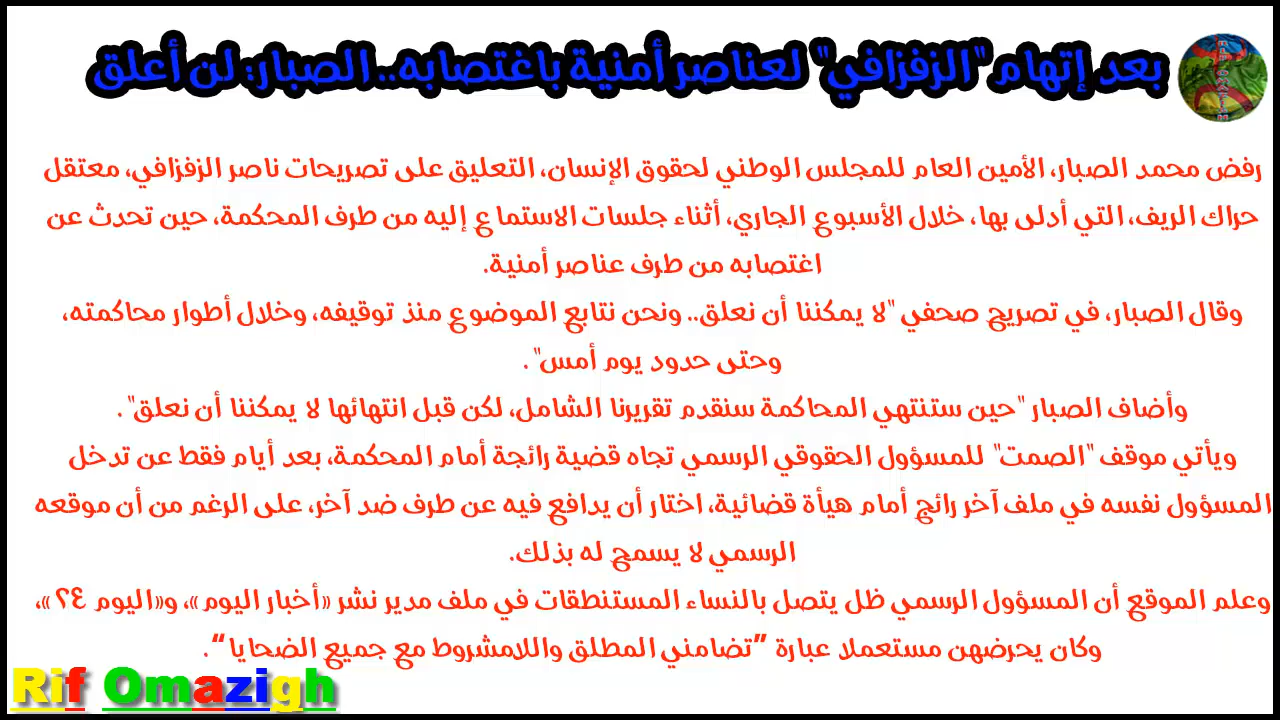 بعد إتهام "الزفزافي" لعناصر أمنية باغتصابه.. الصبار: لن أعلق
رفض محمد الصبار، الأمين العام للمجلس الوطني لحقوق الإنسان، التعليق على تصريحات ناصر الزفزافي، معتقل
حراك الريف، التي أدلى بها، خلال الأسبوع الجاري، أثناء جلسات الاستماع إليه من طرف المحكمة، حين تحدث عن
اغتصابه من طرف عناصر أمنية.
وقال الصبار، في تصريح صحفي "لا يمكننا أن نعلق.. ونحن نتابع الموضوع منذ توقيفه، وخلال أطوار محاكمته،
وحتى حدود يوم أمس".
وأضاف الصبار "حين ستنتهي المحاكمة سنقدم تقريرنا الشامل، لكن قبل انتهائها لا يمكننا أن نعلق".
ويأتي موقف "الصمت" للمسؤول الحقوقي الرسمي تجاه قضية رائجة أمام المحكمة، بعد أيام فقط عن تدخل
المسؤول نفسه في ملف آخر رائج أمام هيأة قضائية، اختار أن يدافع فيه عن طرف ضد آخر، على الرغم من أن موقعه
الرسمي لا يسمح له بذلك.
وعلم الموقع أن المسؤول الرسمي ظل يتصل بالنساء المستنطقات في ملف مدير نشر «أخبار اليوم»، و«اليوم ٢٤»،
وكان يحرضهن مستعملا عبارة ”تضامني المطلق واللامشروط مع جميع الضحايا“.
Rif Omazigh